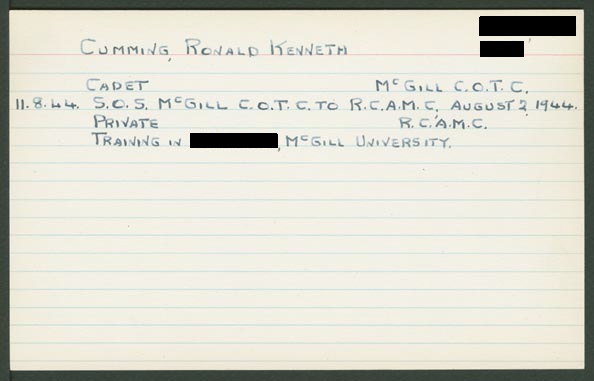 Cumming, Ronald Kenneth
Cadet McGill C.O.T.C.
11.8.44. S.O.S. McGill C.O.T.C. to R.C.A.M.C. August 2, 1944.
Private R.C.A.M.C.
Training in , McGill University.